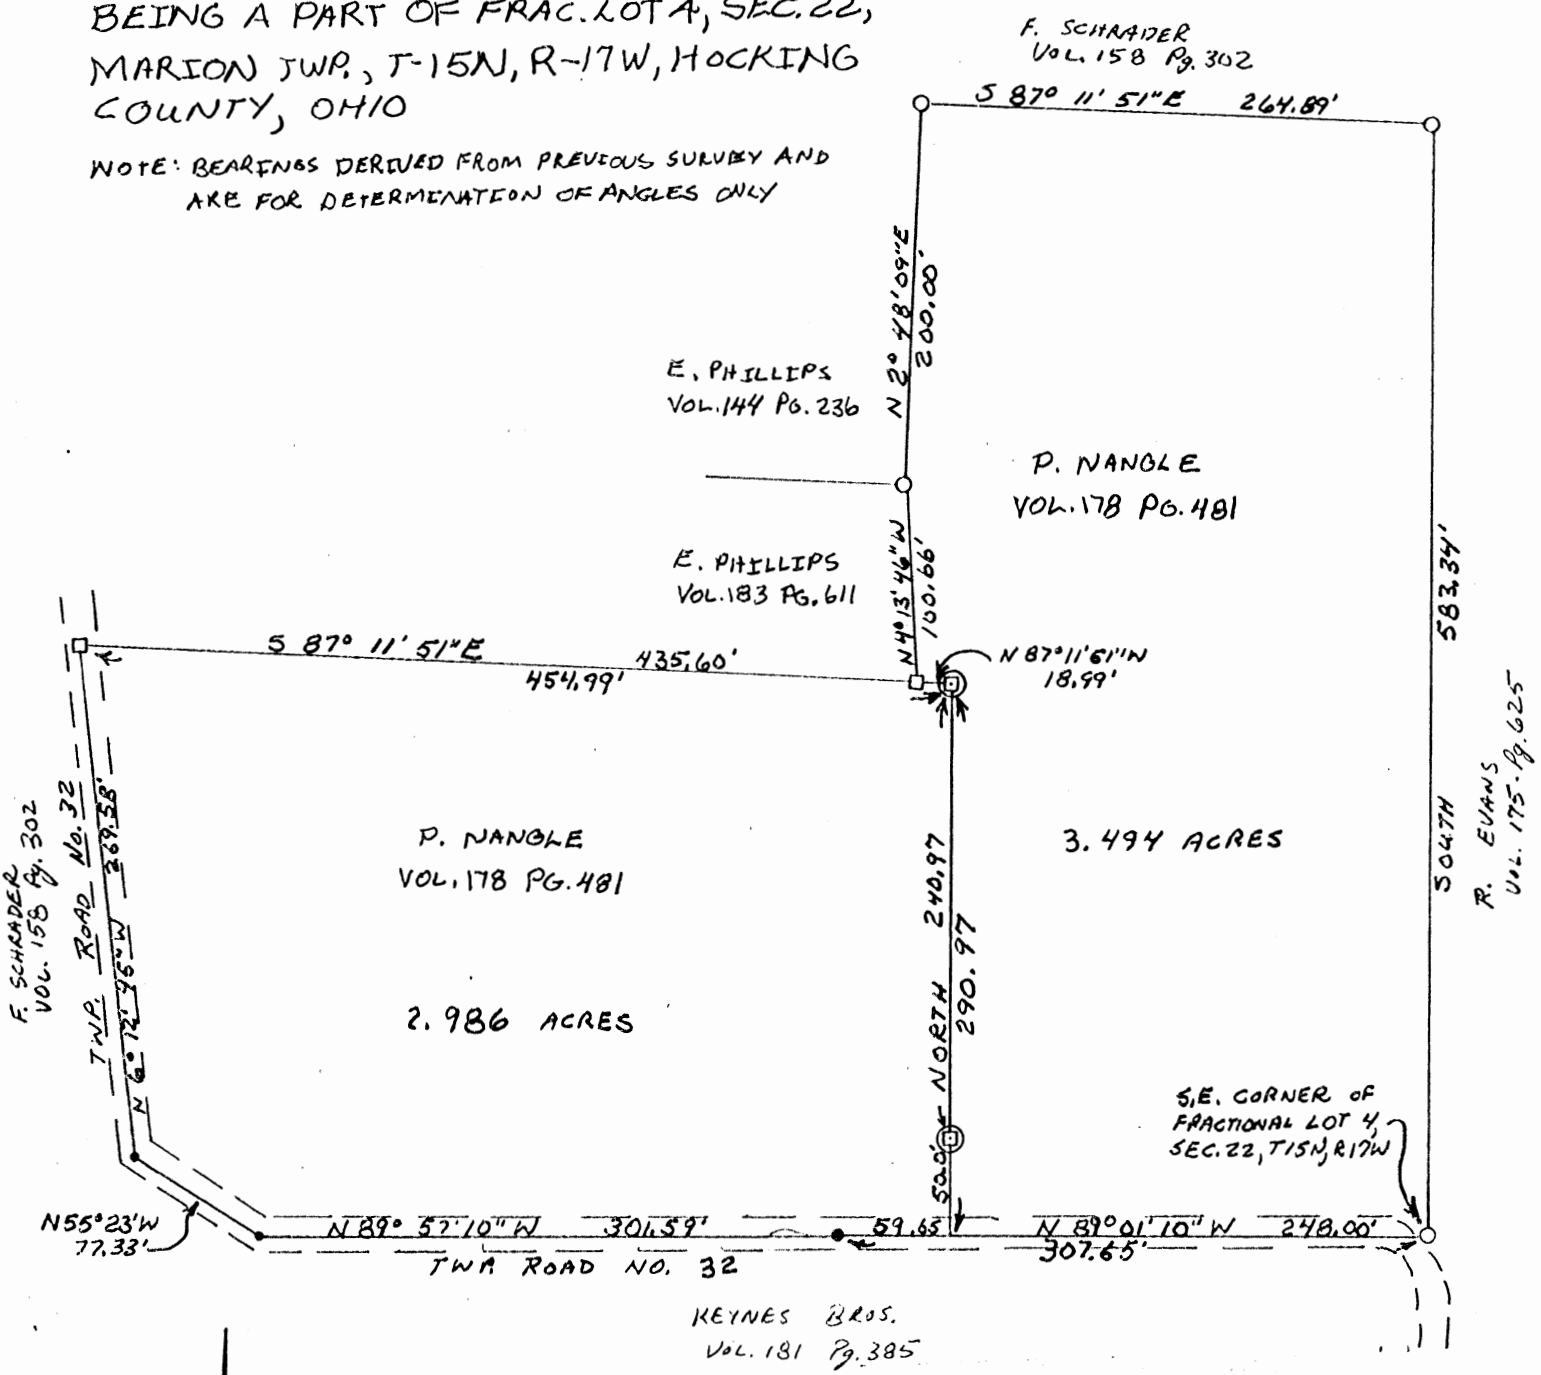 BEING A PART OF FRAC. LOT 4, SEC. 22,
MARION TWP., T-15N, R-17W, HOCKING
COUNTY, OHIO
NOTE: BEARINGS DERIVED FROM PREVIOUS SURVEY AND
ARE FOR DETERMINATION OF ANGLES ONLY
F. SCHRADER
VOL. 158 Pg. 302
S 87° 11' 51"E 264.89'
N 2° 48' 09"E
200.00'
E. PHILLIPS
VOL. 144 PG. 236
P. NANGLE
VOL. 178 PG. 481
E. PHILLIPS
VOL. 183 PG. 611
N 4° 13' 46" W
100.66'
583.34'
SOUTH
S 87° 11' 51"E 435.60'
454.99'
N 87° 11' 51" W
18.99'
R. EVANS
VOL. 175 - Pg. 625
F. SCHRADER
VOL. 158 Pg. 302
TWP. ROAD No. 32
N 6° 12' 45" W 269.58'
P. NANGLE
VOL. 178 PG. 481
2.986 ACRES
3.494 ACRES
50.0' NORTH 240.97
290.97
S.E. CORNER OF
FRACTIONAL LOT 4,
SEC. 22, T15N, R17W
N 55° 23' W
77.33'
N 89° 57' 10" W 301.59'
59.65
N 89° 01' 10" W 248.00'
307.65'
TWP. ROAD NO. 32
KEYNES BROS.
VOL. 181 Pg. 385